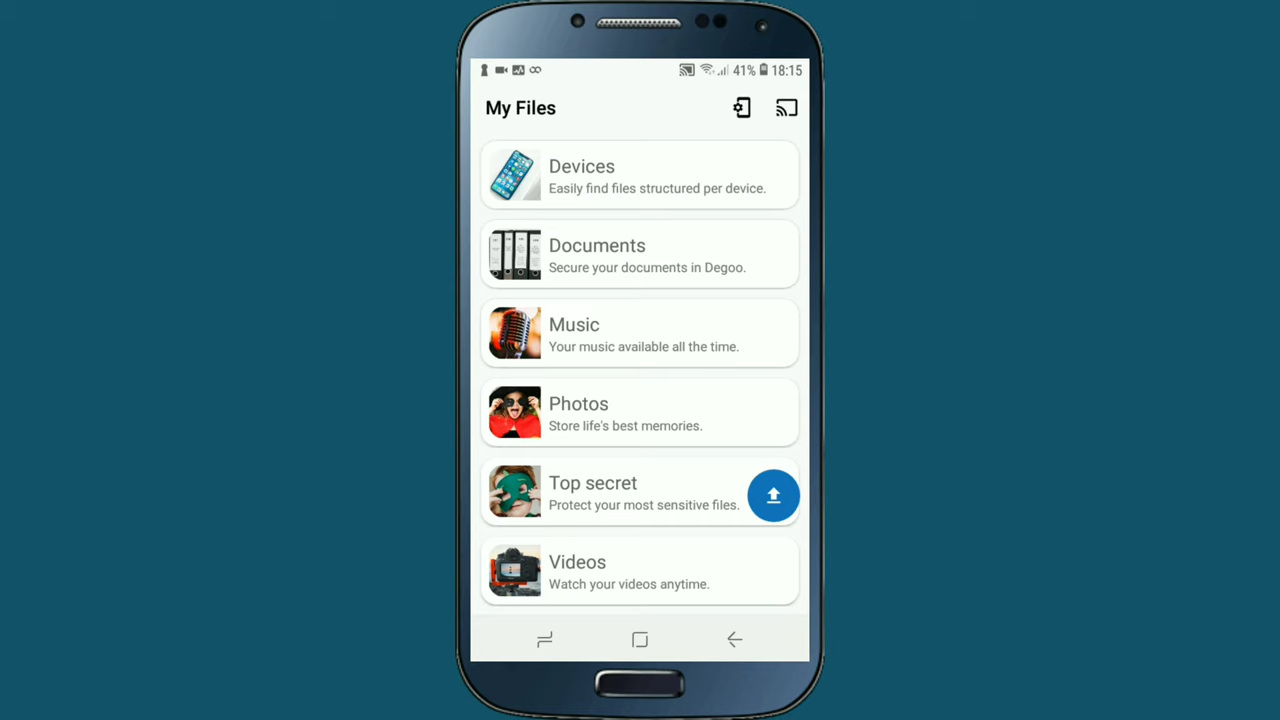 41% 18:15
My Files
Devices
Easily find files structured per device.
Documents
Secure your documents in Degoo.
Music
Your music available all the time.
Photos
Store life's best memories.
Top secret
Protect your most sensitive files.
Videos
Watch your videos anytime.